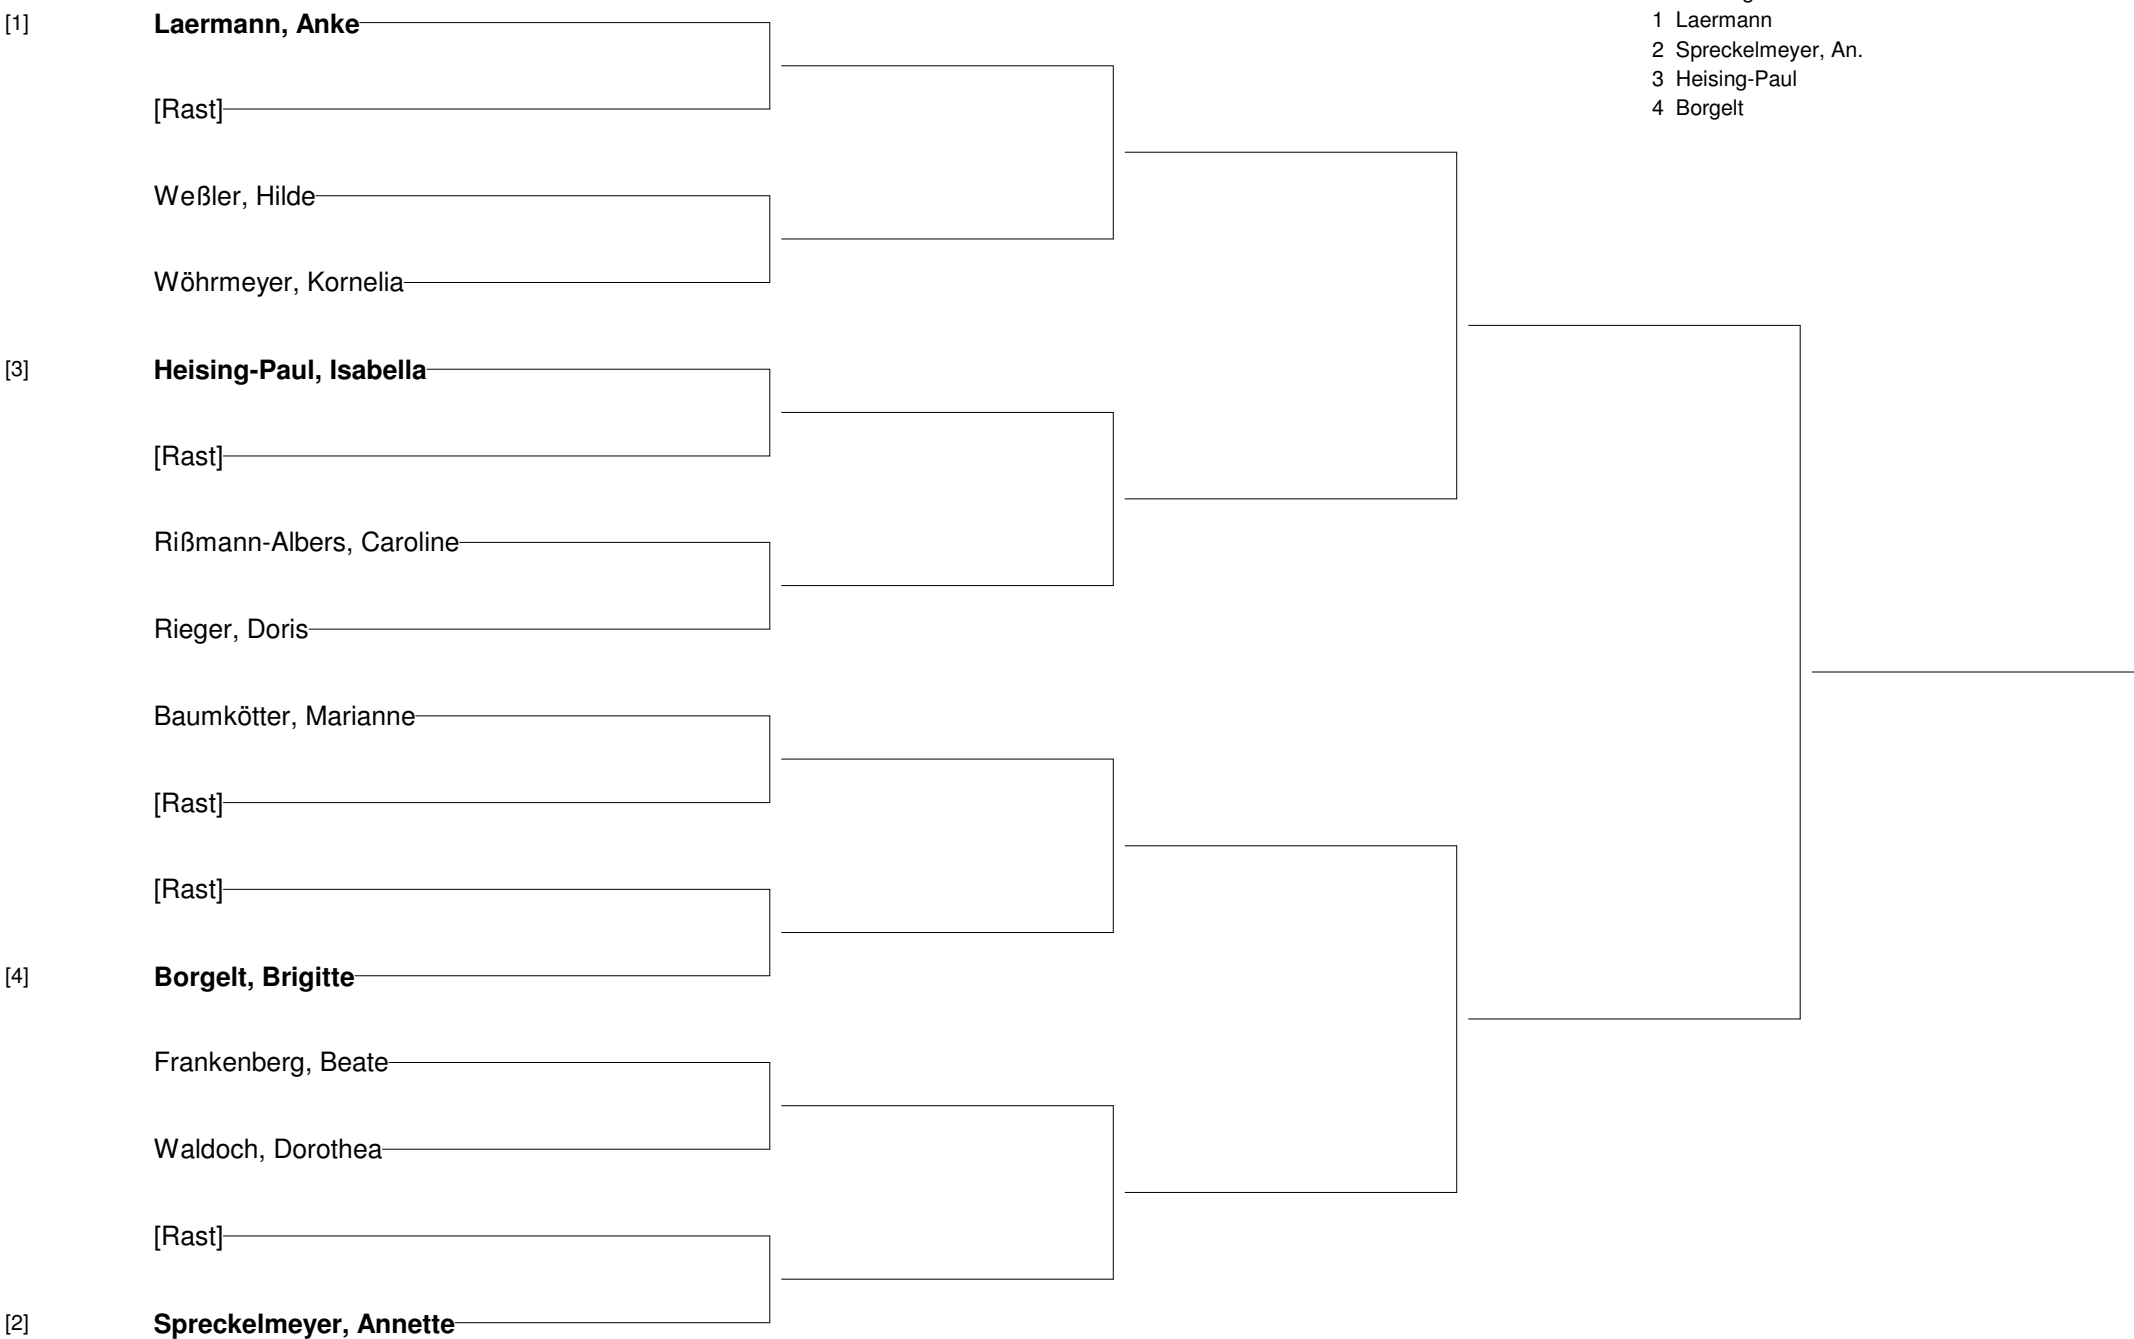 [1] Laermann, Anke
1 Laermann
2 Spreckelmeyer, An.
3 Heising-Paul
4 Borgelt
[Rast]
Weßler, Hilde
Wöhrmeyer, Kornelia
[3] Heising-Paul, Isabella
[Rast]
Rißmann-Albers, Caroline
Rieger, Doris
Baumkötter, Marianne
[Rast]
[Rast]
[4] Borgelt, Brigitte
Frankenberg, Beate
Waldoch, Dorothea
[Rast]
[2] Spreckelmeyer, Annette